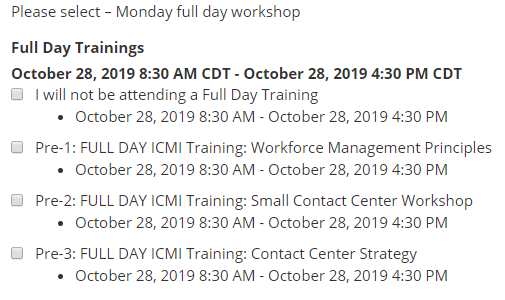 Please select – Monday full day workshop
Full Day Trainings
October 28, 2019 8:30 AM CDT - October 28, 2019 4:30 PM CDT
I will not be attending a Full Day Training
• October 28, 2019 8:30 AM - October 28, 2019 4:30 PM
Pre-1: FULL DAY ICMI Training: Workforce Management Principles
• October 28, 2019 8:30 AM - October 28, 2019 4:30 PM
Pre-2: FULL DAY ICMI Training: Small Contact Center Workshop
• October 28, 2019 8:30 AM - October 28, 2019 4:30 PM
Pre-3: FULL DAY ICMI Training: Contact Center Strategy
• October 28, 2019 8:30 AM - October 28, 2019 4:30 PM